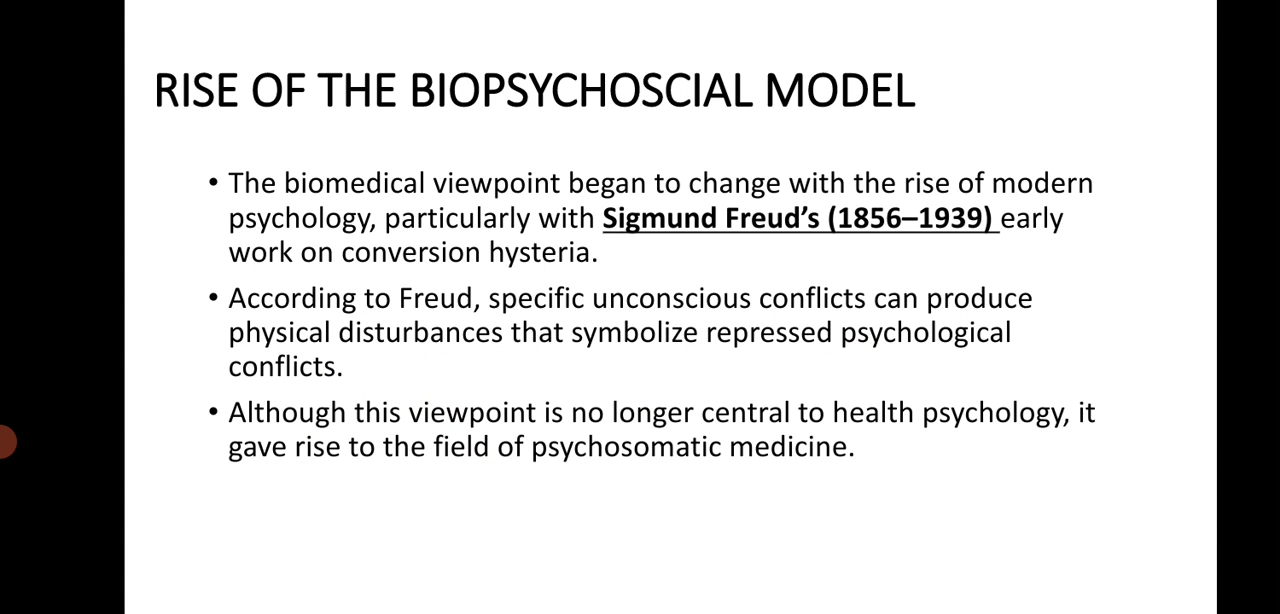 RISE OF THE BIOPSYCHOSCIAL MODEL
• The biomedical viewpoint began to change with the rise of modern
psychology, particularly with Sigmund Freud’s (1856–1939) early
work on conversion hysteria.
• According to Freud, specific unconscious conflicts can produce
physical disturbances that symbolize repressed psychological
conflicts.
• Although this viewpoint is no longer central to health psychology, it
gave rise to the field of psychosomatic medicine.